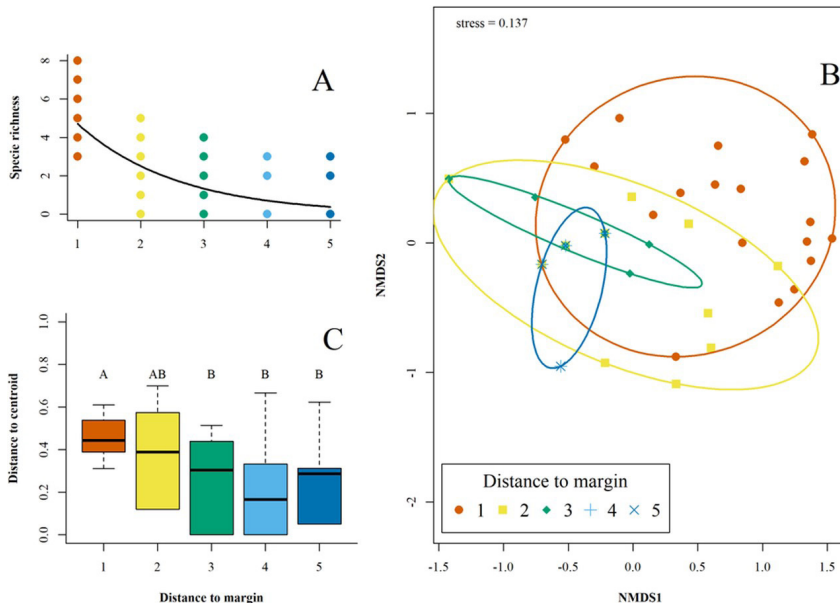 A
Specie richness
8
6
4
2
0
1 2 3 4 5
B
stress = 0.137
NMDS2
1
0
-1
-2
-1.5 -1.0 -0.5 0.0 0.5 1.0 1.5
NMDS1
Distance to margin
1 2 3 4 5
C
Distance to centroid
1.0
0.8
0.6
0.4
0.2
0.0
A AB B B B
1 2 3 4 5
Distance to margin